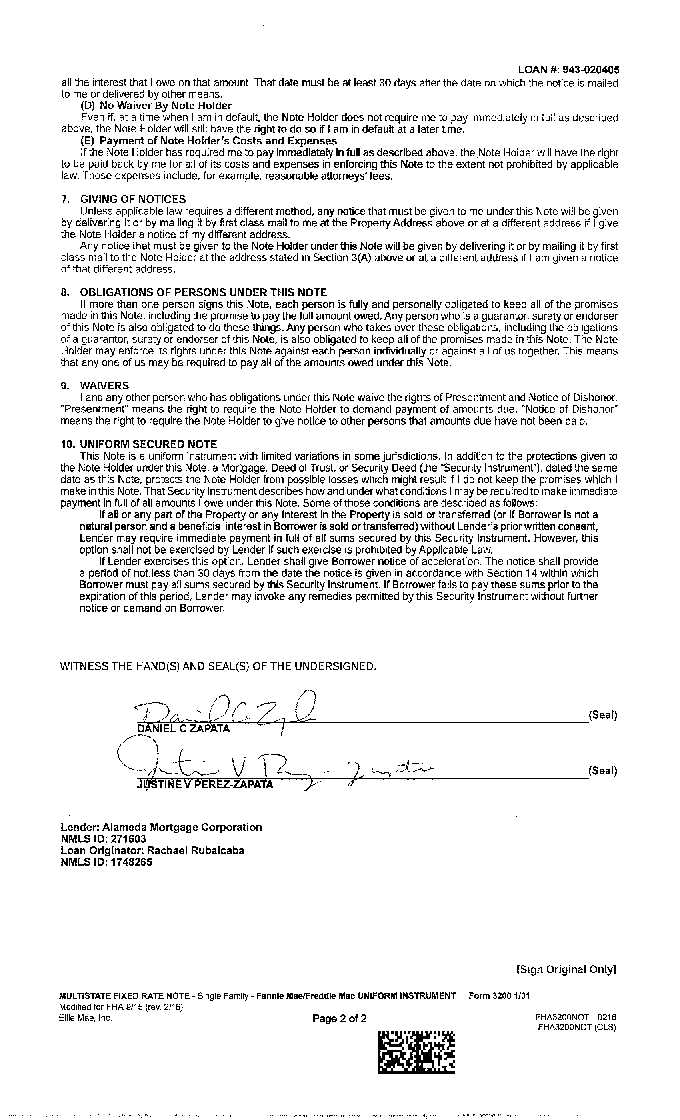 LOAN #: 943-020405
all the interest that I owe on that amount. That date must be at least 30 days after the date on which the notice is mailed
to me or delivered by other means.
(D) No Waiver By Note Holder
Even if, at a time when I am in default, the Note Holder does not require me to pay immediately in full as described
above, the Note Holder will still have the right to do so if I am in default at a later time.
(E) Payment of Note Holder's Costs and Expenses
If the Note Holder has required me to pay immediately in full as described above, the Note Holder will have the right
to be paid back by me for all of its costs and expenses in enforcing this Note to the extent not prohibited by applicable
law. Those expenses include, for example, reasonable attorneys' fees.
7. GIVING OF NOTICES
Unless applicable law requires a different method, any notice that must be given to me under this Note will be given
by delivering it or by mailing it by first class mail to me at the Property Address above or at a different address if I give
the Note Holder a notice of my different address.
Any notice that must be given to the Note Holder under this Note will be given by delivering it or by mailing it by first
class mail to the Note Holder at the address stated in Section 3(A) above or at a different address if I am given a notice
of that different address.
8. OBLIGATIONS OF PERSONS UNDER THIS NOTE
If more than one person signs this Note, each person is fully and personally obligated to keep all of the promises
made in this Note, including the promise to pay the full amount owed. Any person who is a guarantor, surety or endorser
of this Note is also obligated to do these things. Any person who takes over these obligations, including the obligations
of a guarantor, surety or endorser of this Note, is also obligated to keep all of the promises made in this Note. The Note
Holder may enforce its rights under this Note against each person individually or against all of us together. This means
that any one of us may be required to pay all of the amounts owed under this Note.
9. WAIVERS
I and any other person who has obligations under this Note waive the rights of Presentment and Notice of Dishonor.
"Presentment" means the right to require the Note Holder to demand payment of amounts due. "Notice of Dishonor"
means the right to require the Note Holder to give notice to other persons that amounts due have not been paid.
10. UNIFORM SECURED NOTE
This Note is a uniform instrument with limited variations in some jurisdictions. In addition to the protections given to
the Note Holder under this Note, a Mortgage, Deed of Trust, or Security Deed (the "Security Instrument"), dated the same
date as this Note, protects the Note Holder from possible losses which might result if I do not keep the promises which I
make in this Note. That Security Instrument describes how and under what conditions I may be required to make immediate
payment in full of all amounts I owe under this Note. Some of those conditions are described as follows:
If all or any part of the Property or any Interest in the Property is sold or transferred (or if Borrower is not a
natural person and a beneficial interest in Borrower is sold or transferred) without Lender's prior written consent,
Lender may require immediate payment in full of all sums secured by this Security Instrument. However, this
option shall not be exercised by Lender if such exercise is prohibited by Applicable Law.
If Lender exercises this option, Lender shall give Borrower notice of acceleration. The notice shall provide
a period of not less than 30 days from the date the notice is given in accordance with Section 14 within which
Borrower must pay all sums secured by this Security Instrument. If Borrower fails to pay these sums prior to the
expiration of this period, Lender may invoke any remedies permitted by this Security Instrument without further
notice or demand on Borrower.
WITNESS THE HAND(S) AND SEAL(S) OF THE UNDERSIGNED.
(Seal)
DANIEL C ZAPATA
(Seal)
JUSTINE V PEREZ-ZAPATA
Lender: Alameda Mortgage Corporation
NMLS ID: 271603
Loan Originator: Rachael Rubalcaba
NMLS ID: 1748265
[Sign Original Only]
MULTISTATE FIXED RATE NOTE - Single Family - Fannie Mae/Freddie Mac UNIFORM INSTRUMENT Form 3200 1/01
Modified for FHA 9/15 (rev. 2/16)
Ellie Mae, Inc. Page 2 of 2 FHA3200NOT 0216
FHA3200NOT (CLS)